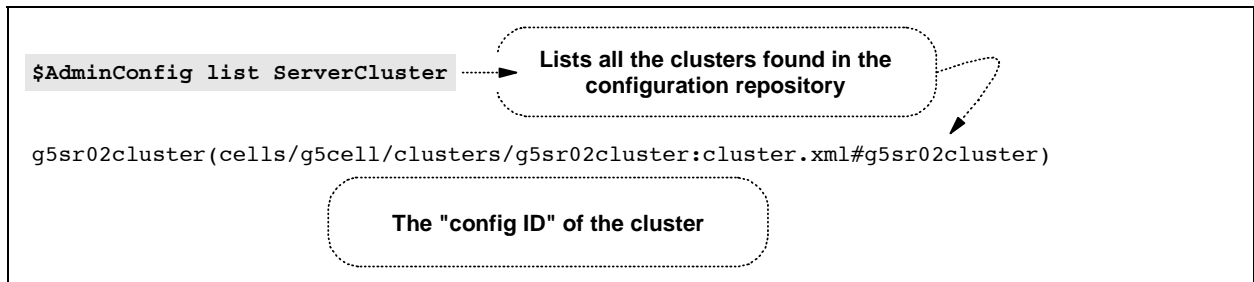 $AdminConfig list ServerCluster
Lists all the clusters found in the
configuration repository
g5sr02cluster(cells/g5cell/clusters/g5sr02cluster:cluster.xml#g5sr02cluster)
The "config ID" of the cluster